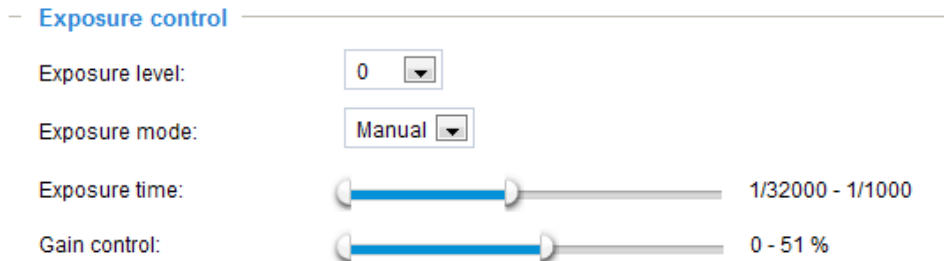 Exposure control
Exposure level: 0
Exposure mode: Manual
Exposure time: 1/32000 - 1/1000
Gain control: 0 - 51 %